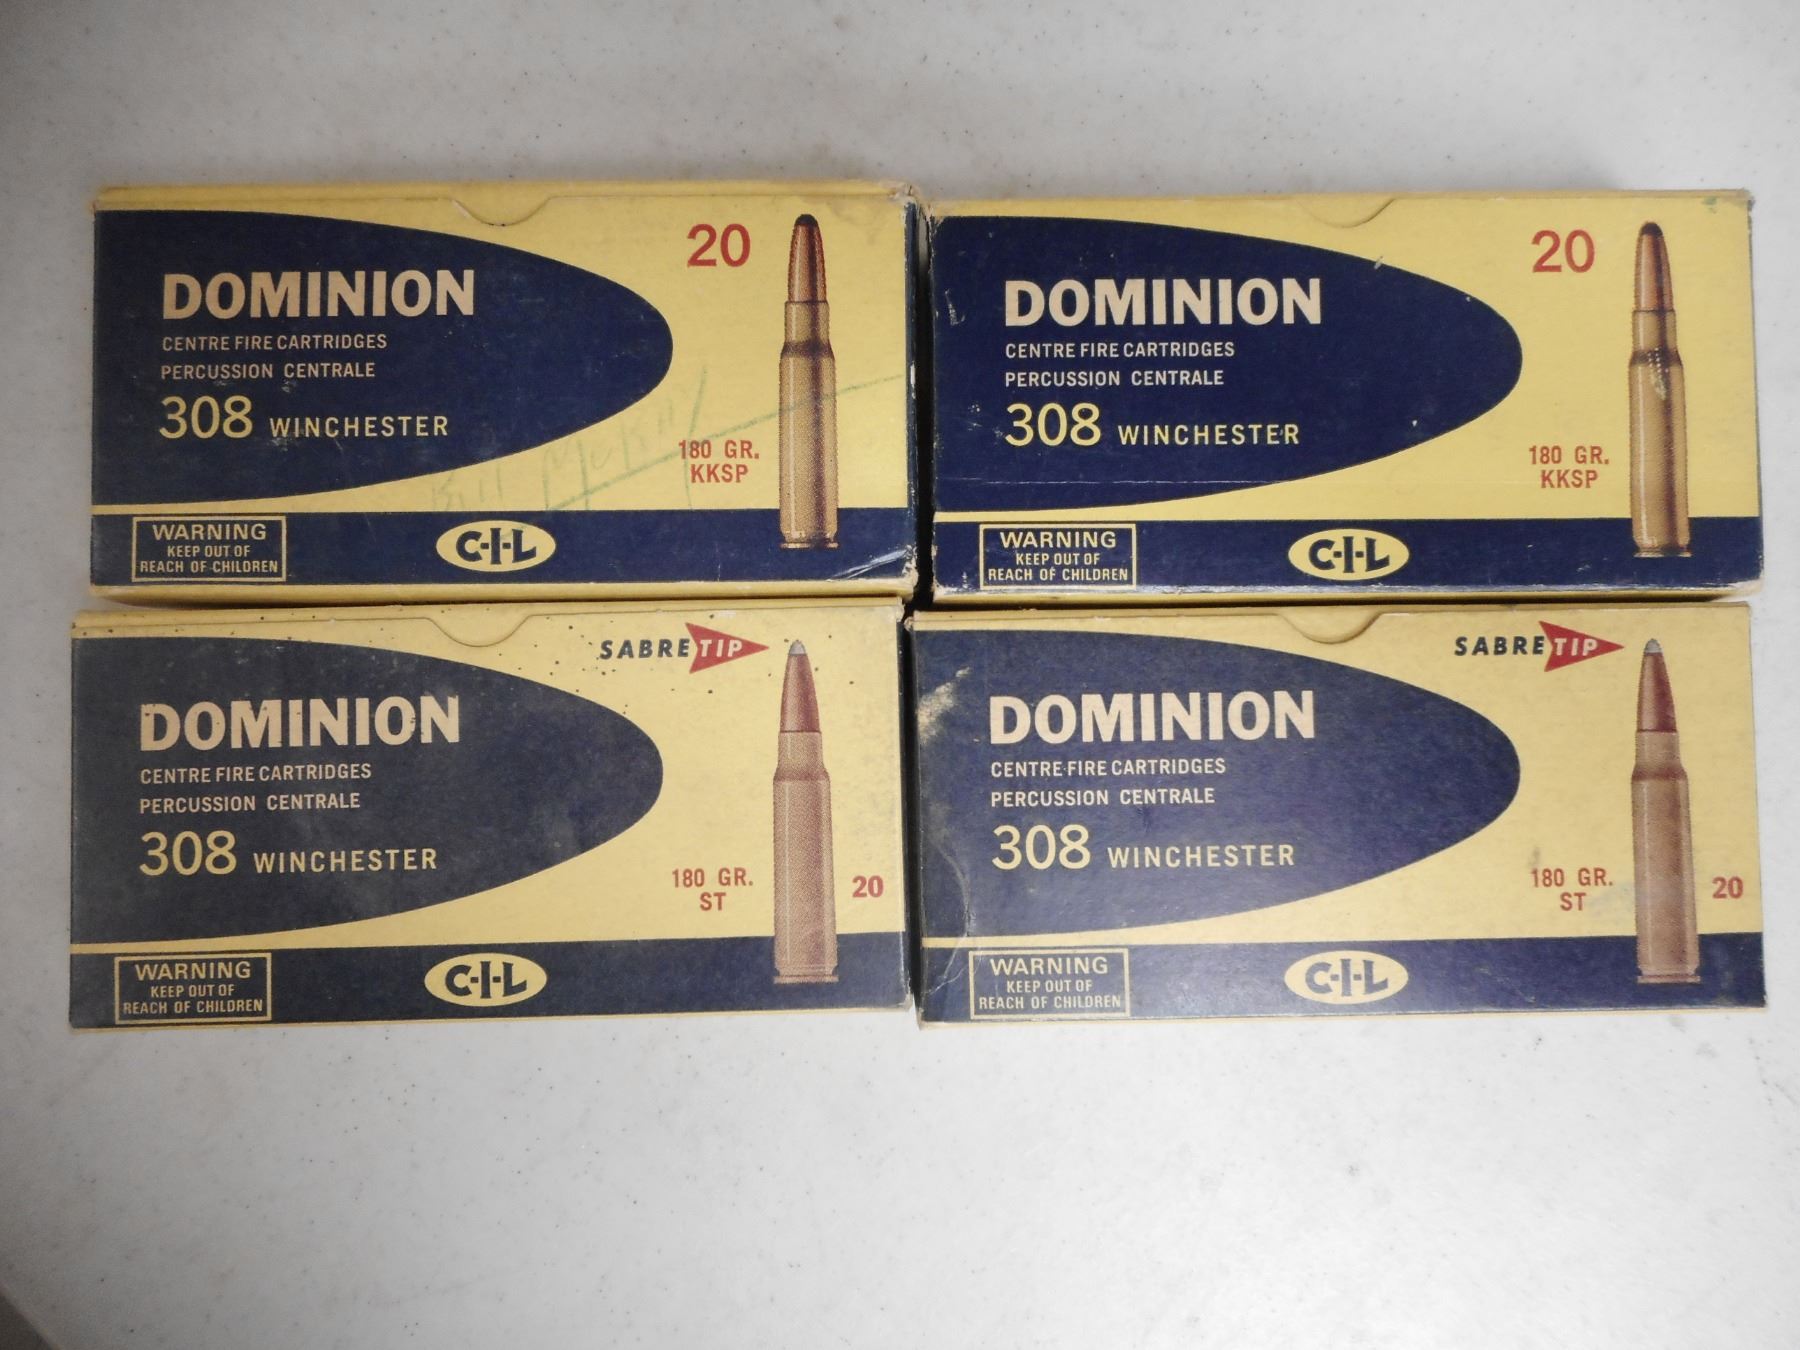 20
DOMINION
CENTRE FIRE CARTRIDGES
PERCUSSION CENTRALE
308 WINCHESTER
180 GR.
KKSP
Bill
WARNING
KEEP OUT OF
REACH OF CHILDREN
C-I-L
20
DOMINION
CENTRE FIRE CARTRIDGES
PERCUSSION CENTRALE
308 WINCHESTER
180 GR.
KKSP
WARNING
KEEP OUT OF
REACH OF CHILDREN
C-I-L
SABRE TIP
DOMINION
CENTRE FIRE CARTRIDGES
PERCUSSION CENTRALE
308 WINCHESTER
180 GR.
ST
20
WARNING
KEEP OUT OF
REACH OF CHILDREN
C-I-L
SABRE TIP
DOMINION
CENTRE FIRE CARTRIDGES
PERCUSSION CENTRALE
308 WINCHESTER
180 GR.
ST
20
WARNING
KEEP OUT OF
REACH OF CHILDREN
C-I-L